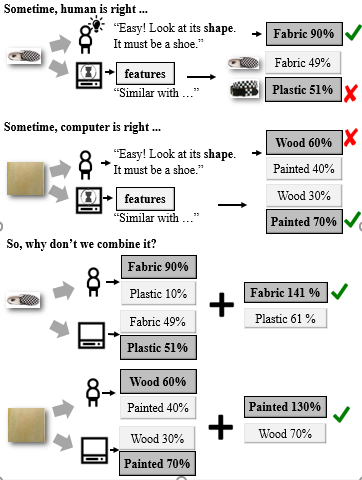 Sometime, human is right ...
“Easy! Look at its shape.
It must be a shoe.”
Fabric 90%
features
“Similar with …”
Fabric 49%
Plastic 51%
Sometime, computer is right ...
“Easy! Look at its shape.
It must be a shoe.”
Wood 60%
Painted 40%
features
“Similar with …”
Wood 30%
Painted 70%
So, why don’t we combine it?
Fabric 90%
Plastic 10%
Fabric 49%
Plastic 51%
Fabric 141 %
Plastic 61 %
Wood 60%
Painted 40%
Wood 30%
Painted 70%
Painted 130%
Wood 70%